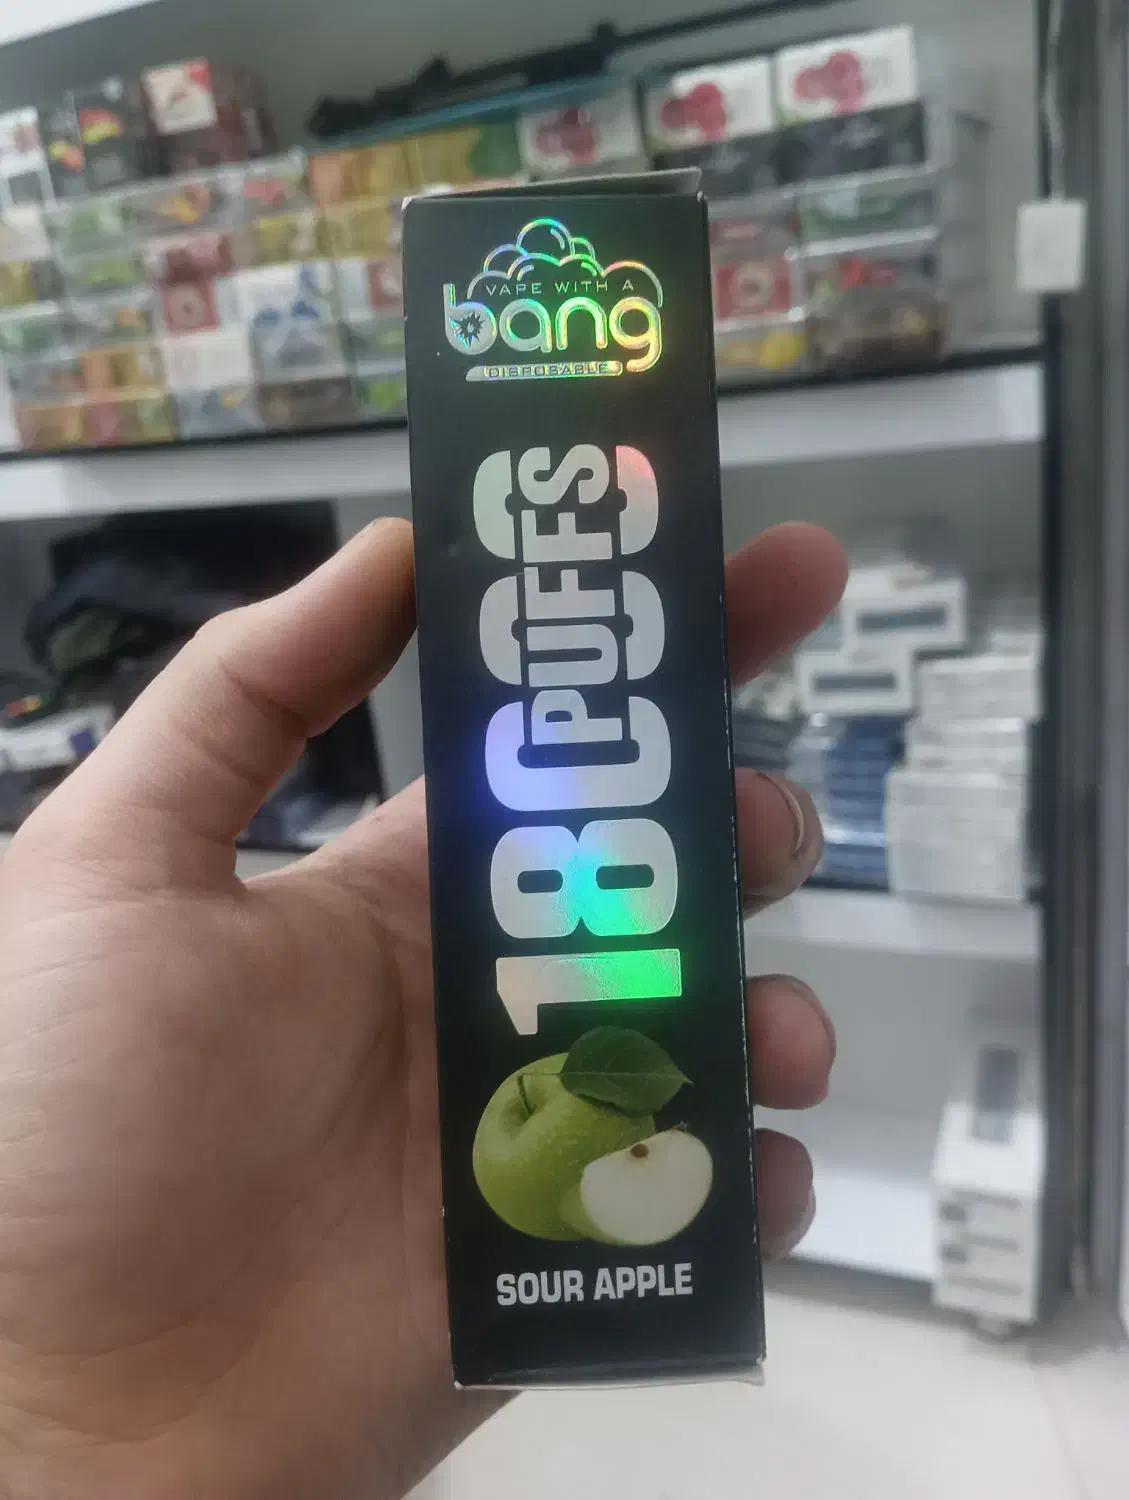 VAPE WITH A
bang
DISPOSABLE
18000
PUFFS
SOUR APPLE